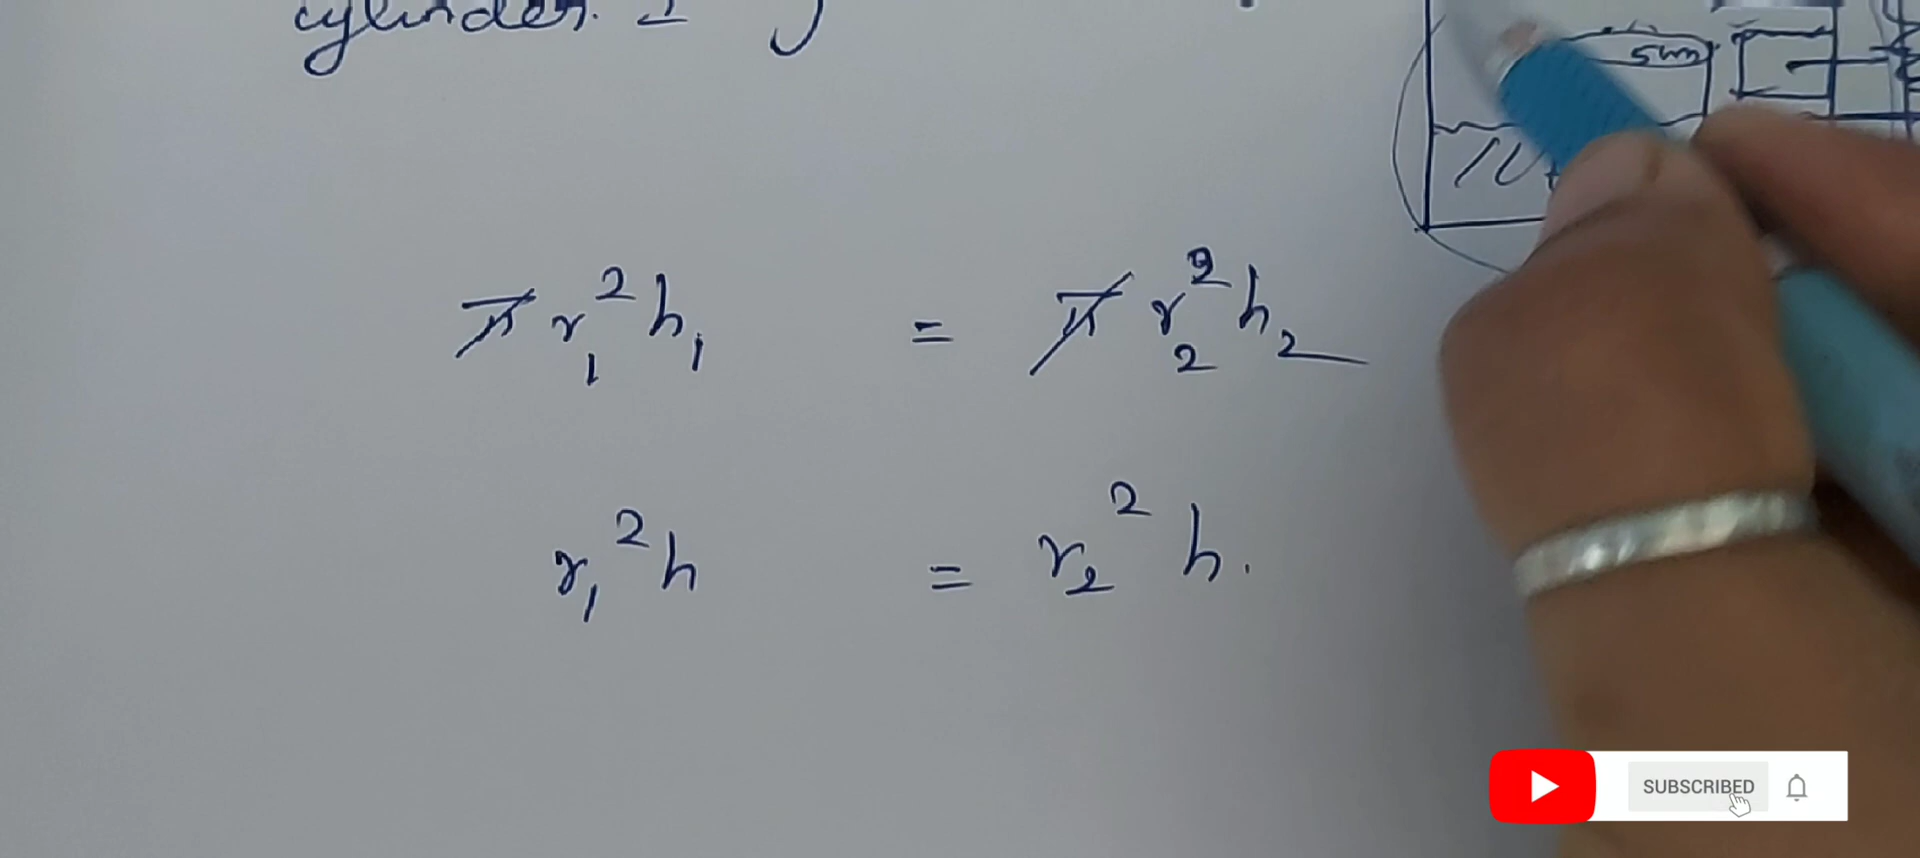 cylinder. I
5cm
π r₁² h₁ = π r₂² h₂
r₁² h = r₂² h.
SUBSCRIBED